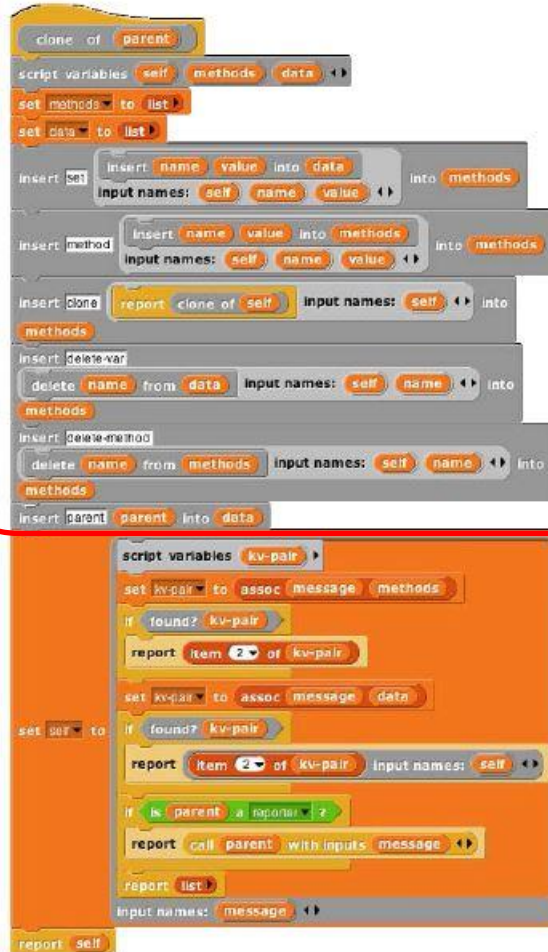 clone of parent
script variables self methods data
set methods to list
set data to list
insert set insert name value into data input names: self name value into methods
insert method insert name value into methods input names: self name value into methods
insert clone report clone of self input names: self into
methods
insert delete-var
delete name from data input names: self name into
methods
insert delete-method
delete name from methods input names: self name into
methods
insert parent parent into data
script variables kv-pair
set kv-pair to assoc message methods
if found? kv-pair
report item 2 of kv-pair
set kv-pair to assoc message data
set self to if found? kv-pair
report item 2 of kv-pair input names: self
if is parent a reporter ?
report call parent with inputs message
report list
input names: message
report self